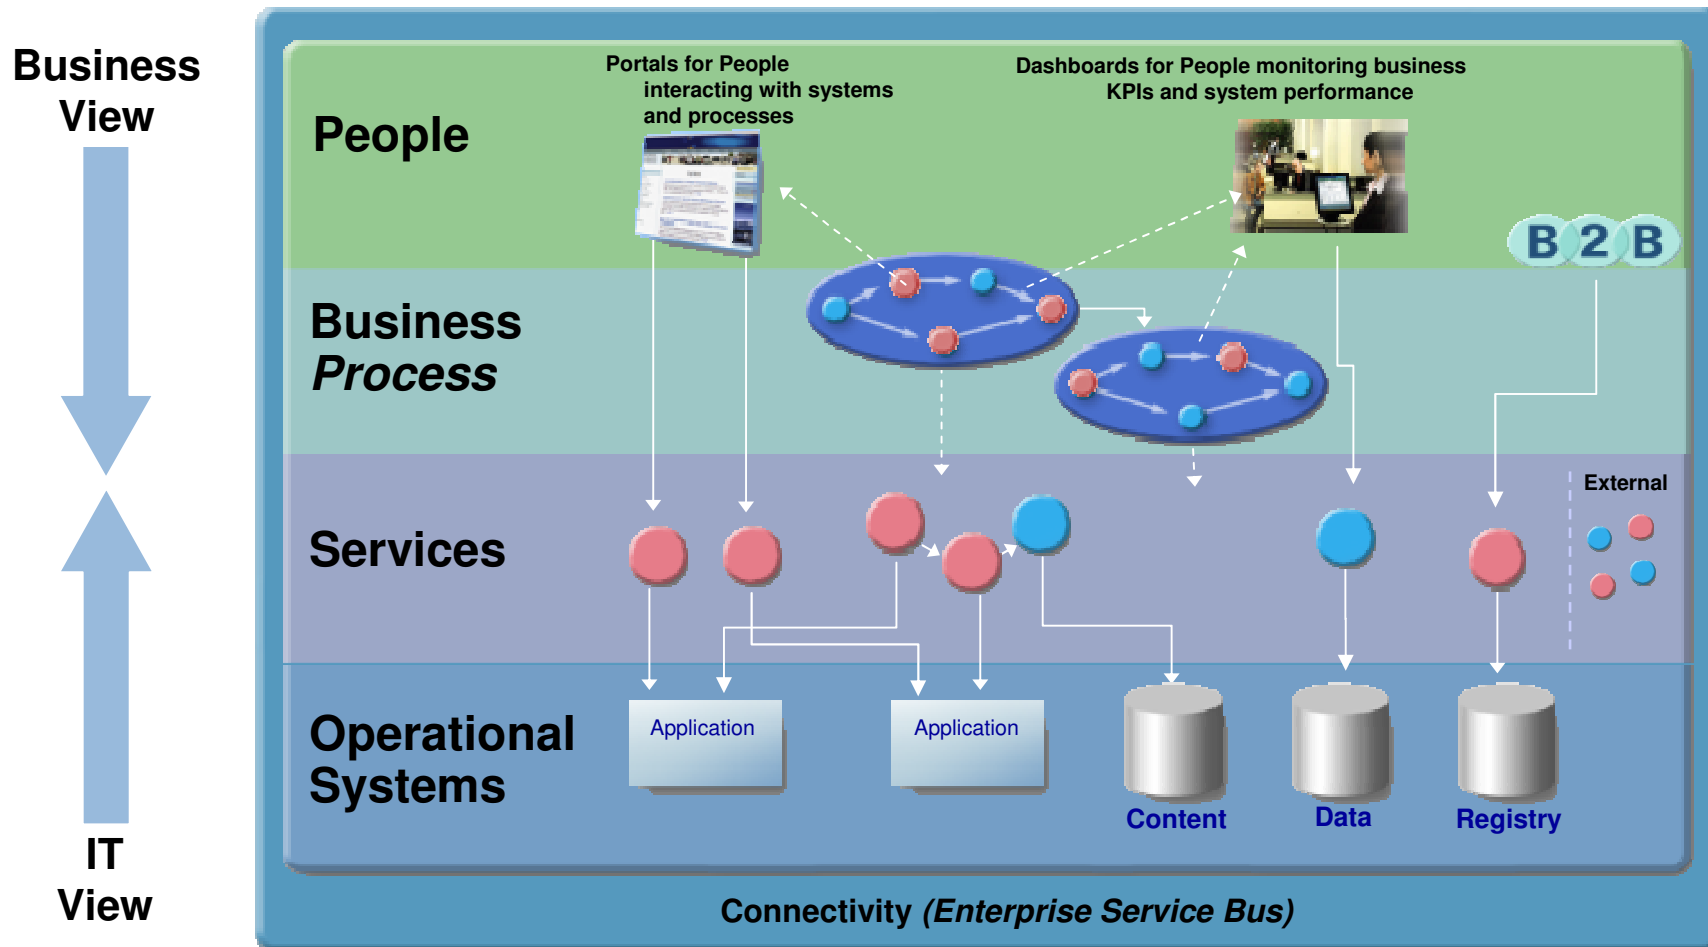 Business
View
IT
View
People
Portals for People
interacting with systems
and processes
Dashboards for People monitoring business
KPIs and system performance
B 2 B
Business
Process
Services
External
Operational
Systems
Application
Application
Content
Data
Registry
Connectivity (Enterprise Service Bus)